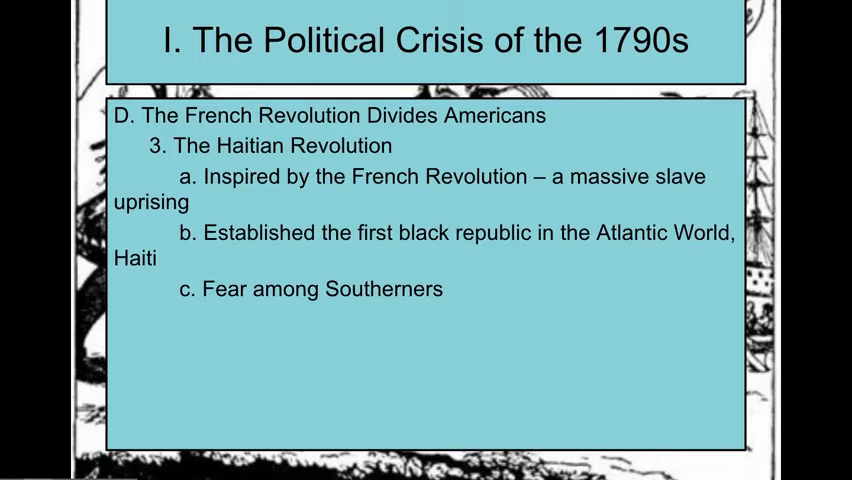 I. The Political Crisis of the 1790s
D. The French Revolution Divides Americans
3. The Haitian Revolution
a. Inspired by the French Revolution – a massive slave
uprising
b. Established the first black republic in the Atlantic World,
Haiti
c. Fear among Southerners